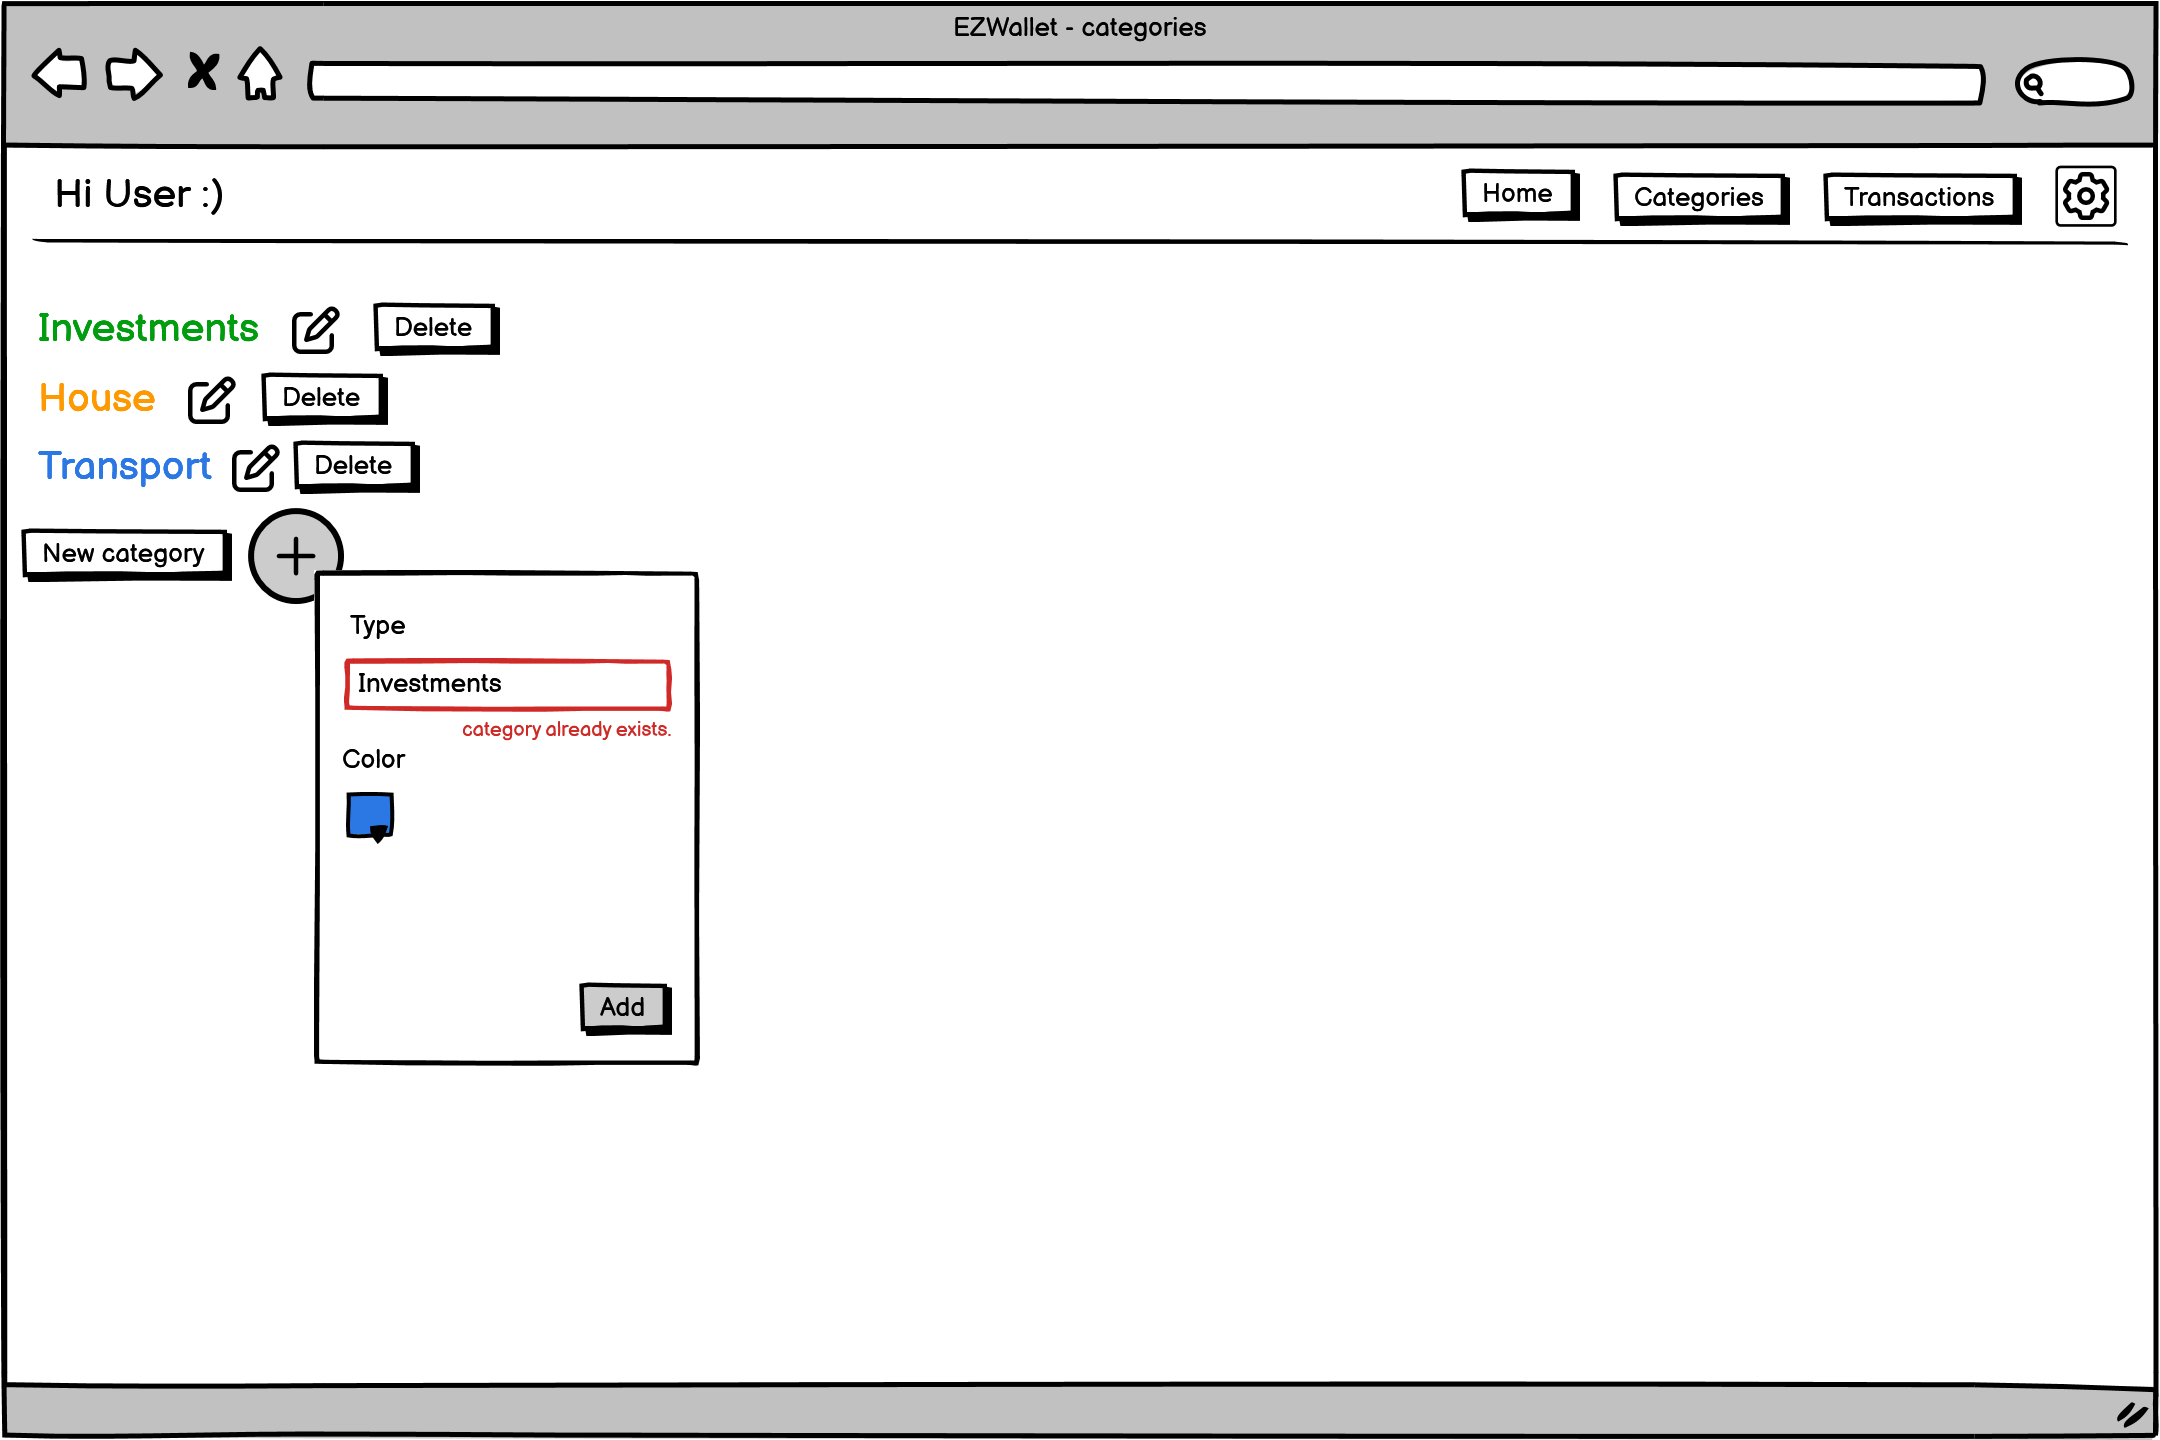 EZWallet - categories
Hi User :)
Home
Categories
Transactions
Investments
Delete
House
Delete
Transport
Delete
New category
Type
Investments
category already exists.
Color
Add